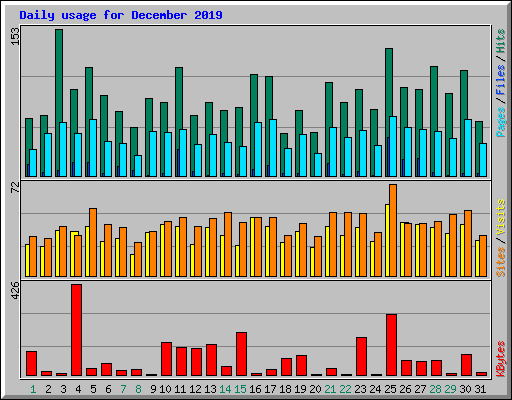 Daily usage for December 2019
153
Pages / Files / Hits
72
Sites / Visits
426
KBytes
1 2 3 4 5 6 7 8 9 10 11 12 13 14 15 16 17 18 19 20 21 22 23 24 25 26 27 28 29 30 31